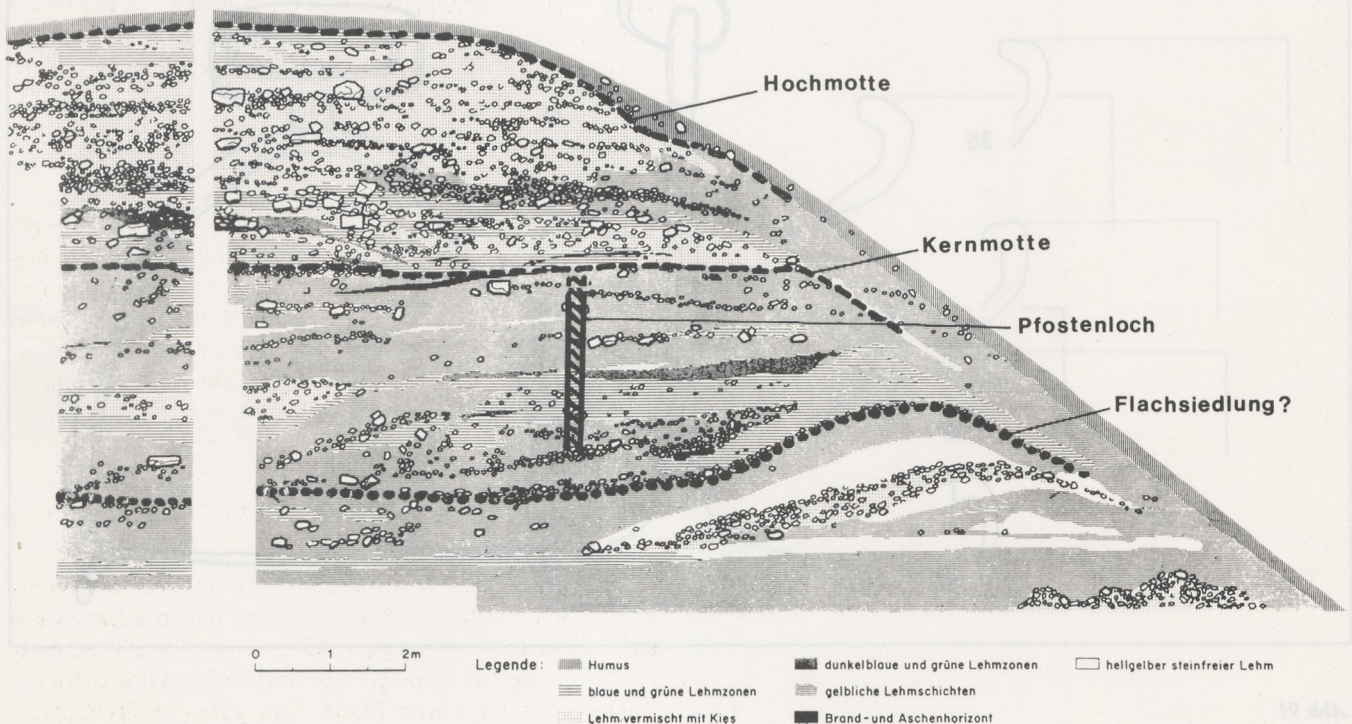 Hochmotte
Kernmotte
Pfostenloch
Flachsiedlung?
0 1 2m
Legende:
Humus
blaue und grüne Lehmzonen
Lehm vermischt mit Kies
dunkelblaue und grüne Lehmzonen
gelbliche Lehmschichten
Brand- und Aschenhorizont
hellgelber steinfreier Lehm